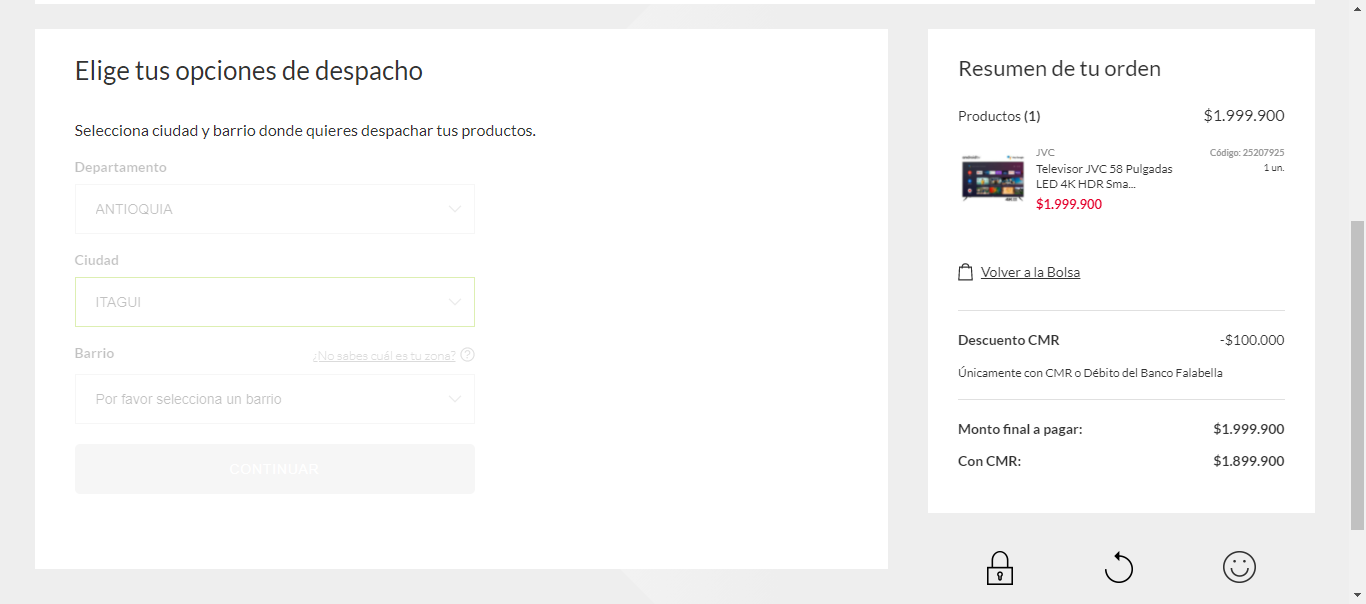 Elige tus opciones de despacho
Selecciona ciudad y barrio donde quieres despachar tus productos.
Departamento
ANTIOQUIA
Ciudad
ITAGUI
Barrio
¿No sabes cuál es tu zona? ?
Por favor selecciona un barrio
CONTINUAR
Resumen de tu orden
Productos (1) $1.999.900
JVC Código: 25207925
Televisor JVC 58 Pulgadas 1 un.
LED 4K HDR Sma...
$1.999.900
Volver a la Bolsa
Descuento CMR -$100.000
Únicamente con CMR o Débito del Banco Falabella
Monto final a pagar: $1.999.900
Con CMR: $1.899.900